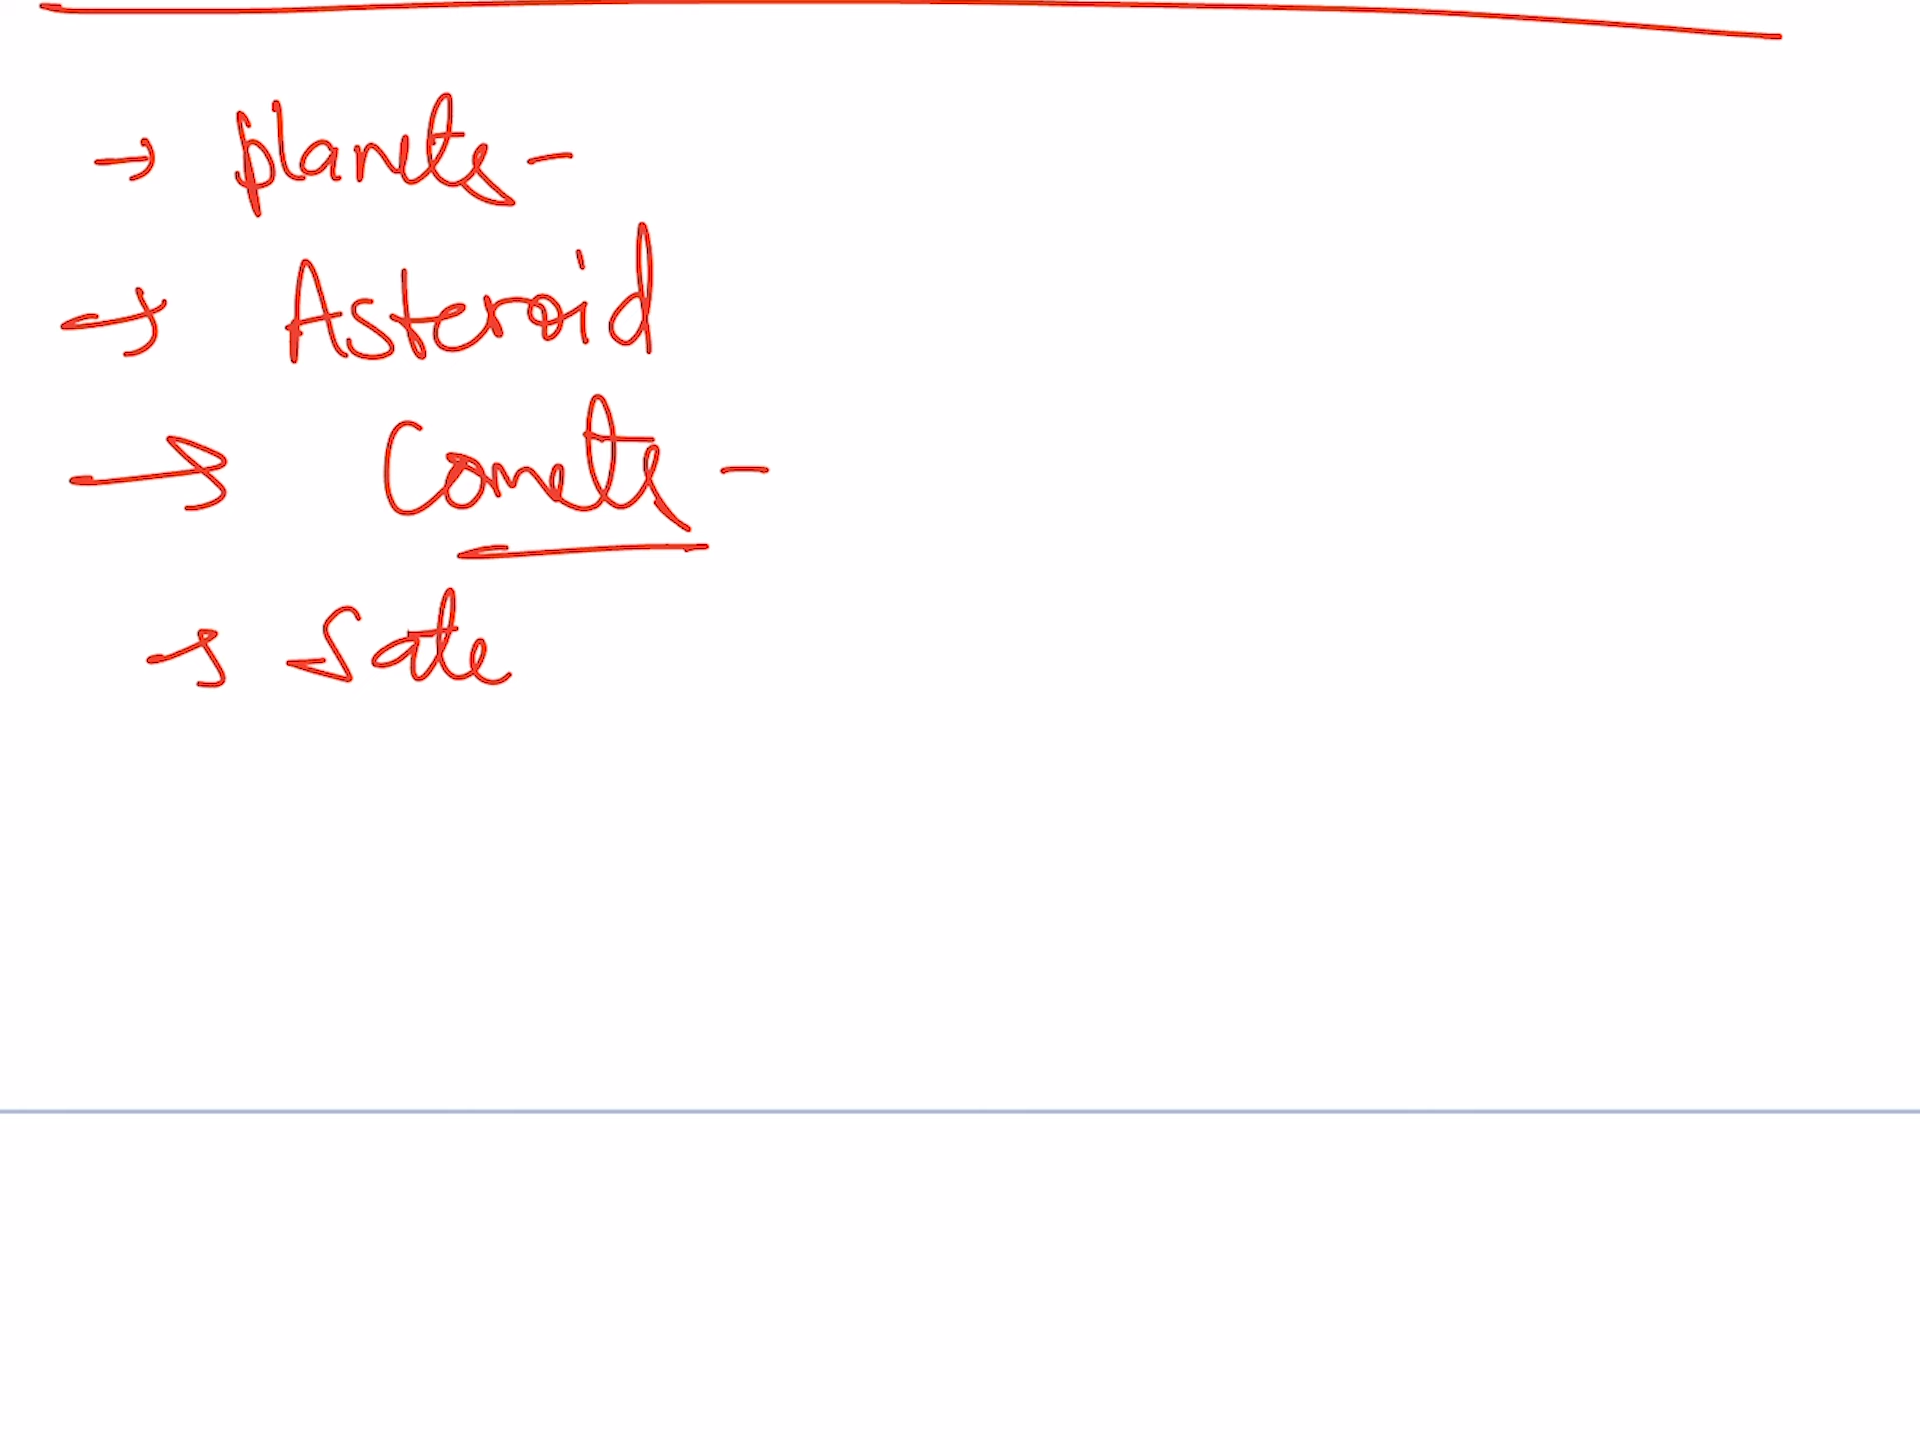 → planets -
→ Asteroid
→ Comets -
→ Sate